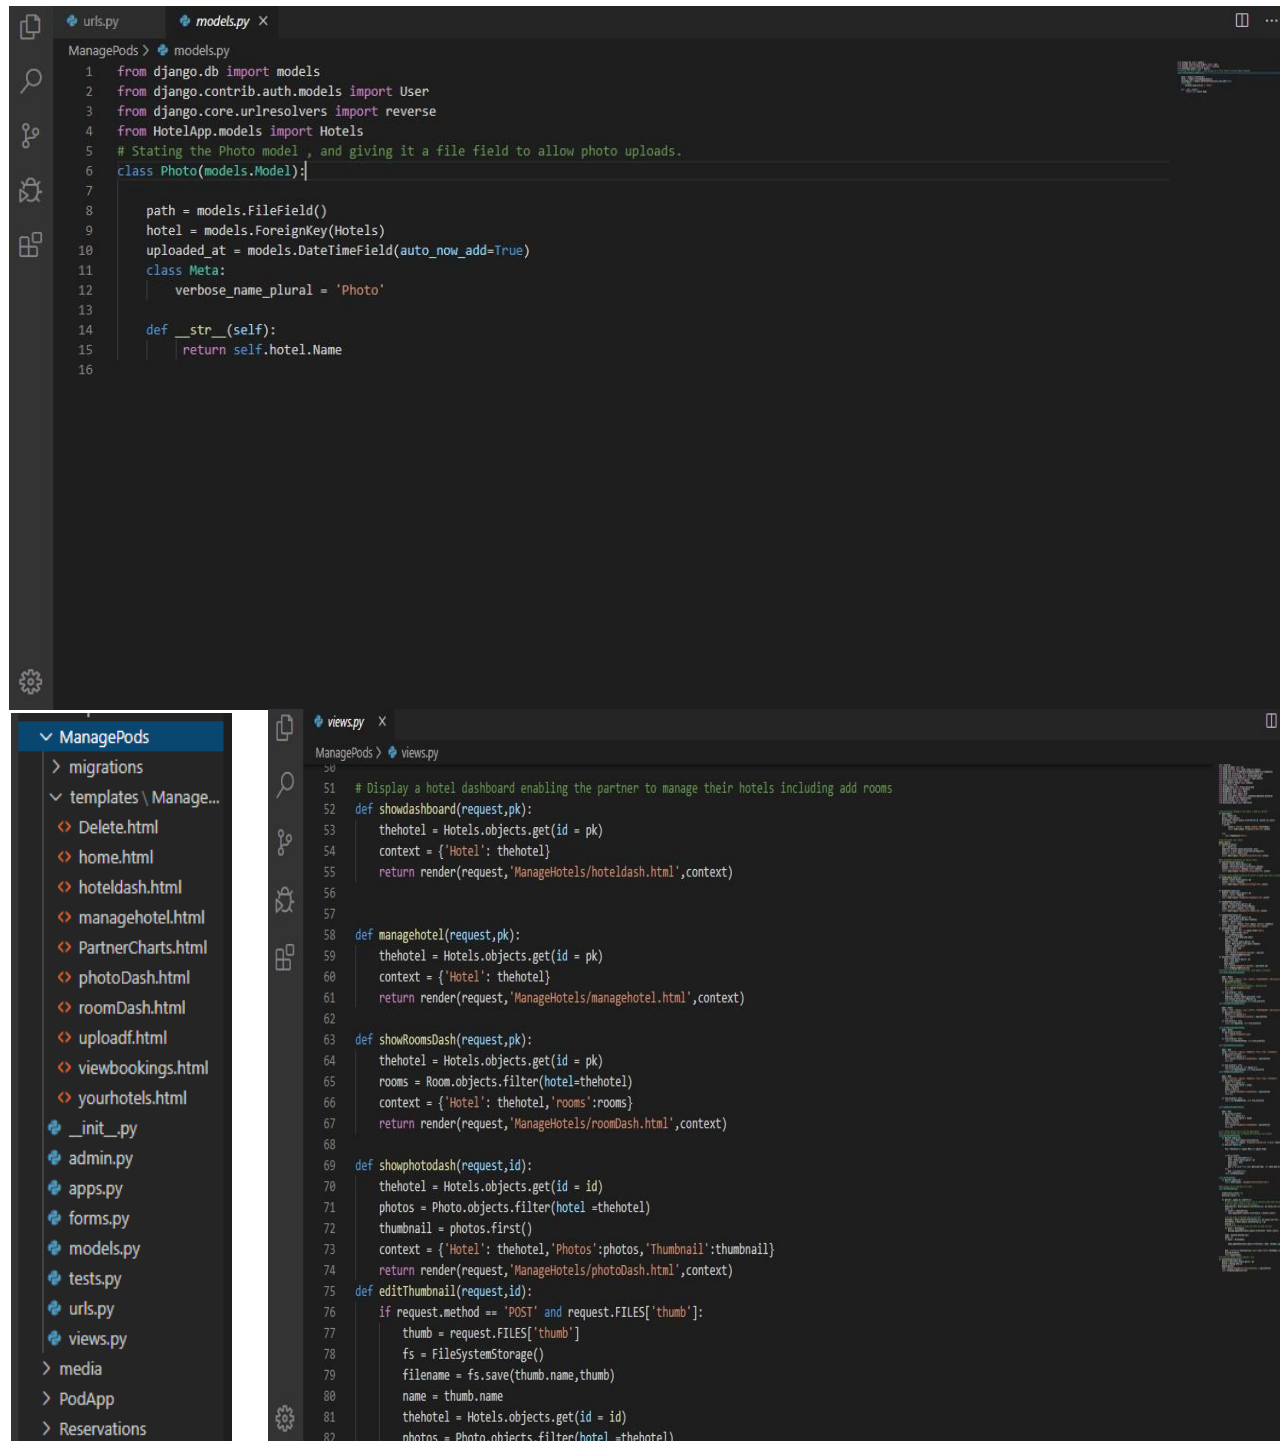 urls.py models.py ×
ManagePods > models.py
1 from django.db import models
2 from django.contrib.auth.models import User
3 from django.core.urlresolvers import reverse
4 from HotelApp.models import Hotels
5 # Stating the Photo model , and giving it a file field to allow photo uploads.
6 class Photo(models.Model):
7
8 path = models.FileField()
9 hotel = models.ForeignKey(Hotels)
10 uploaded_at = models.DateTimeField(auto_now_add=True)
11 class Meta:
12 verbose_name_plural = 'Photo'
13
14 def __str__(self):
15 return self.hotel.Name
16
ManagePods
migrations
templates \ Manage...
Delete.html
home.html
hoteldash.html
managehotel.html
PartnerCharts.html
photoDash.html
roomDash.html
uploadf.html
viewbookings.html
yourhotels.html
__init__.py
admin.py
apps.py
forms.py
models.py
tests.py
urls.py
views.py
media
PodApp
Reservations
views.py ×
ManagePods > views.py
50
51 # Display a hotel dashboard enabling the partner to manage their hotels including add rooms
52 def showdashboard(request,pk):
53 thehotel = Hotels.objects.get(id = pk)
54 context = {'Hotel': thehotel}
55 return render(request,'ManageHotels/hoteldash.html',context)
56
57
58 def managehotel(request,pk):
59 thehotel = Hotels.objects.get(id = pk)
60 context = {'Hotel': thehotel}
61 return render(request,'ManageHotels/managehotel.html',context)
62
63 def showRoomsDash(request,pk):
64 thehotel = Hotels.objects.get(id = pk)
65 rooms = Room.objects.filter(hotel=thehotel)
66 context = {'Hotel': thehotel,'rooms':rooms}
67 return render(request,'ManageHotels/roomDash.html',context)
68
69 def showphotodash(request,id):
70 thehotel = Hotels.objects.get(id = id)
71 photos = Photo.objects.filter(hotel =thehotel)
72 thumbnail = photos.first()
73 context = {'Hotel': thehotel,'Photos':photos,'Thumbnail':thumbnail}
74 return render(request,'ManageHotels/photoDash.html',context)
75 def editThumbnail(request,id):
76 if request.method == 'POST' and request.FILES['thumb']:
77 thumb = request.FILES['thumb']
78 fs = FileSystemStorage()
79 filename = fs.save(thumb.name,thumb)
80 name = thumb.name
81 thehotel = Hotels.objects.get(id = id)
82 photos = Photo.objects.filter(hotel =thehotel)